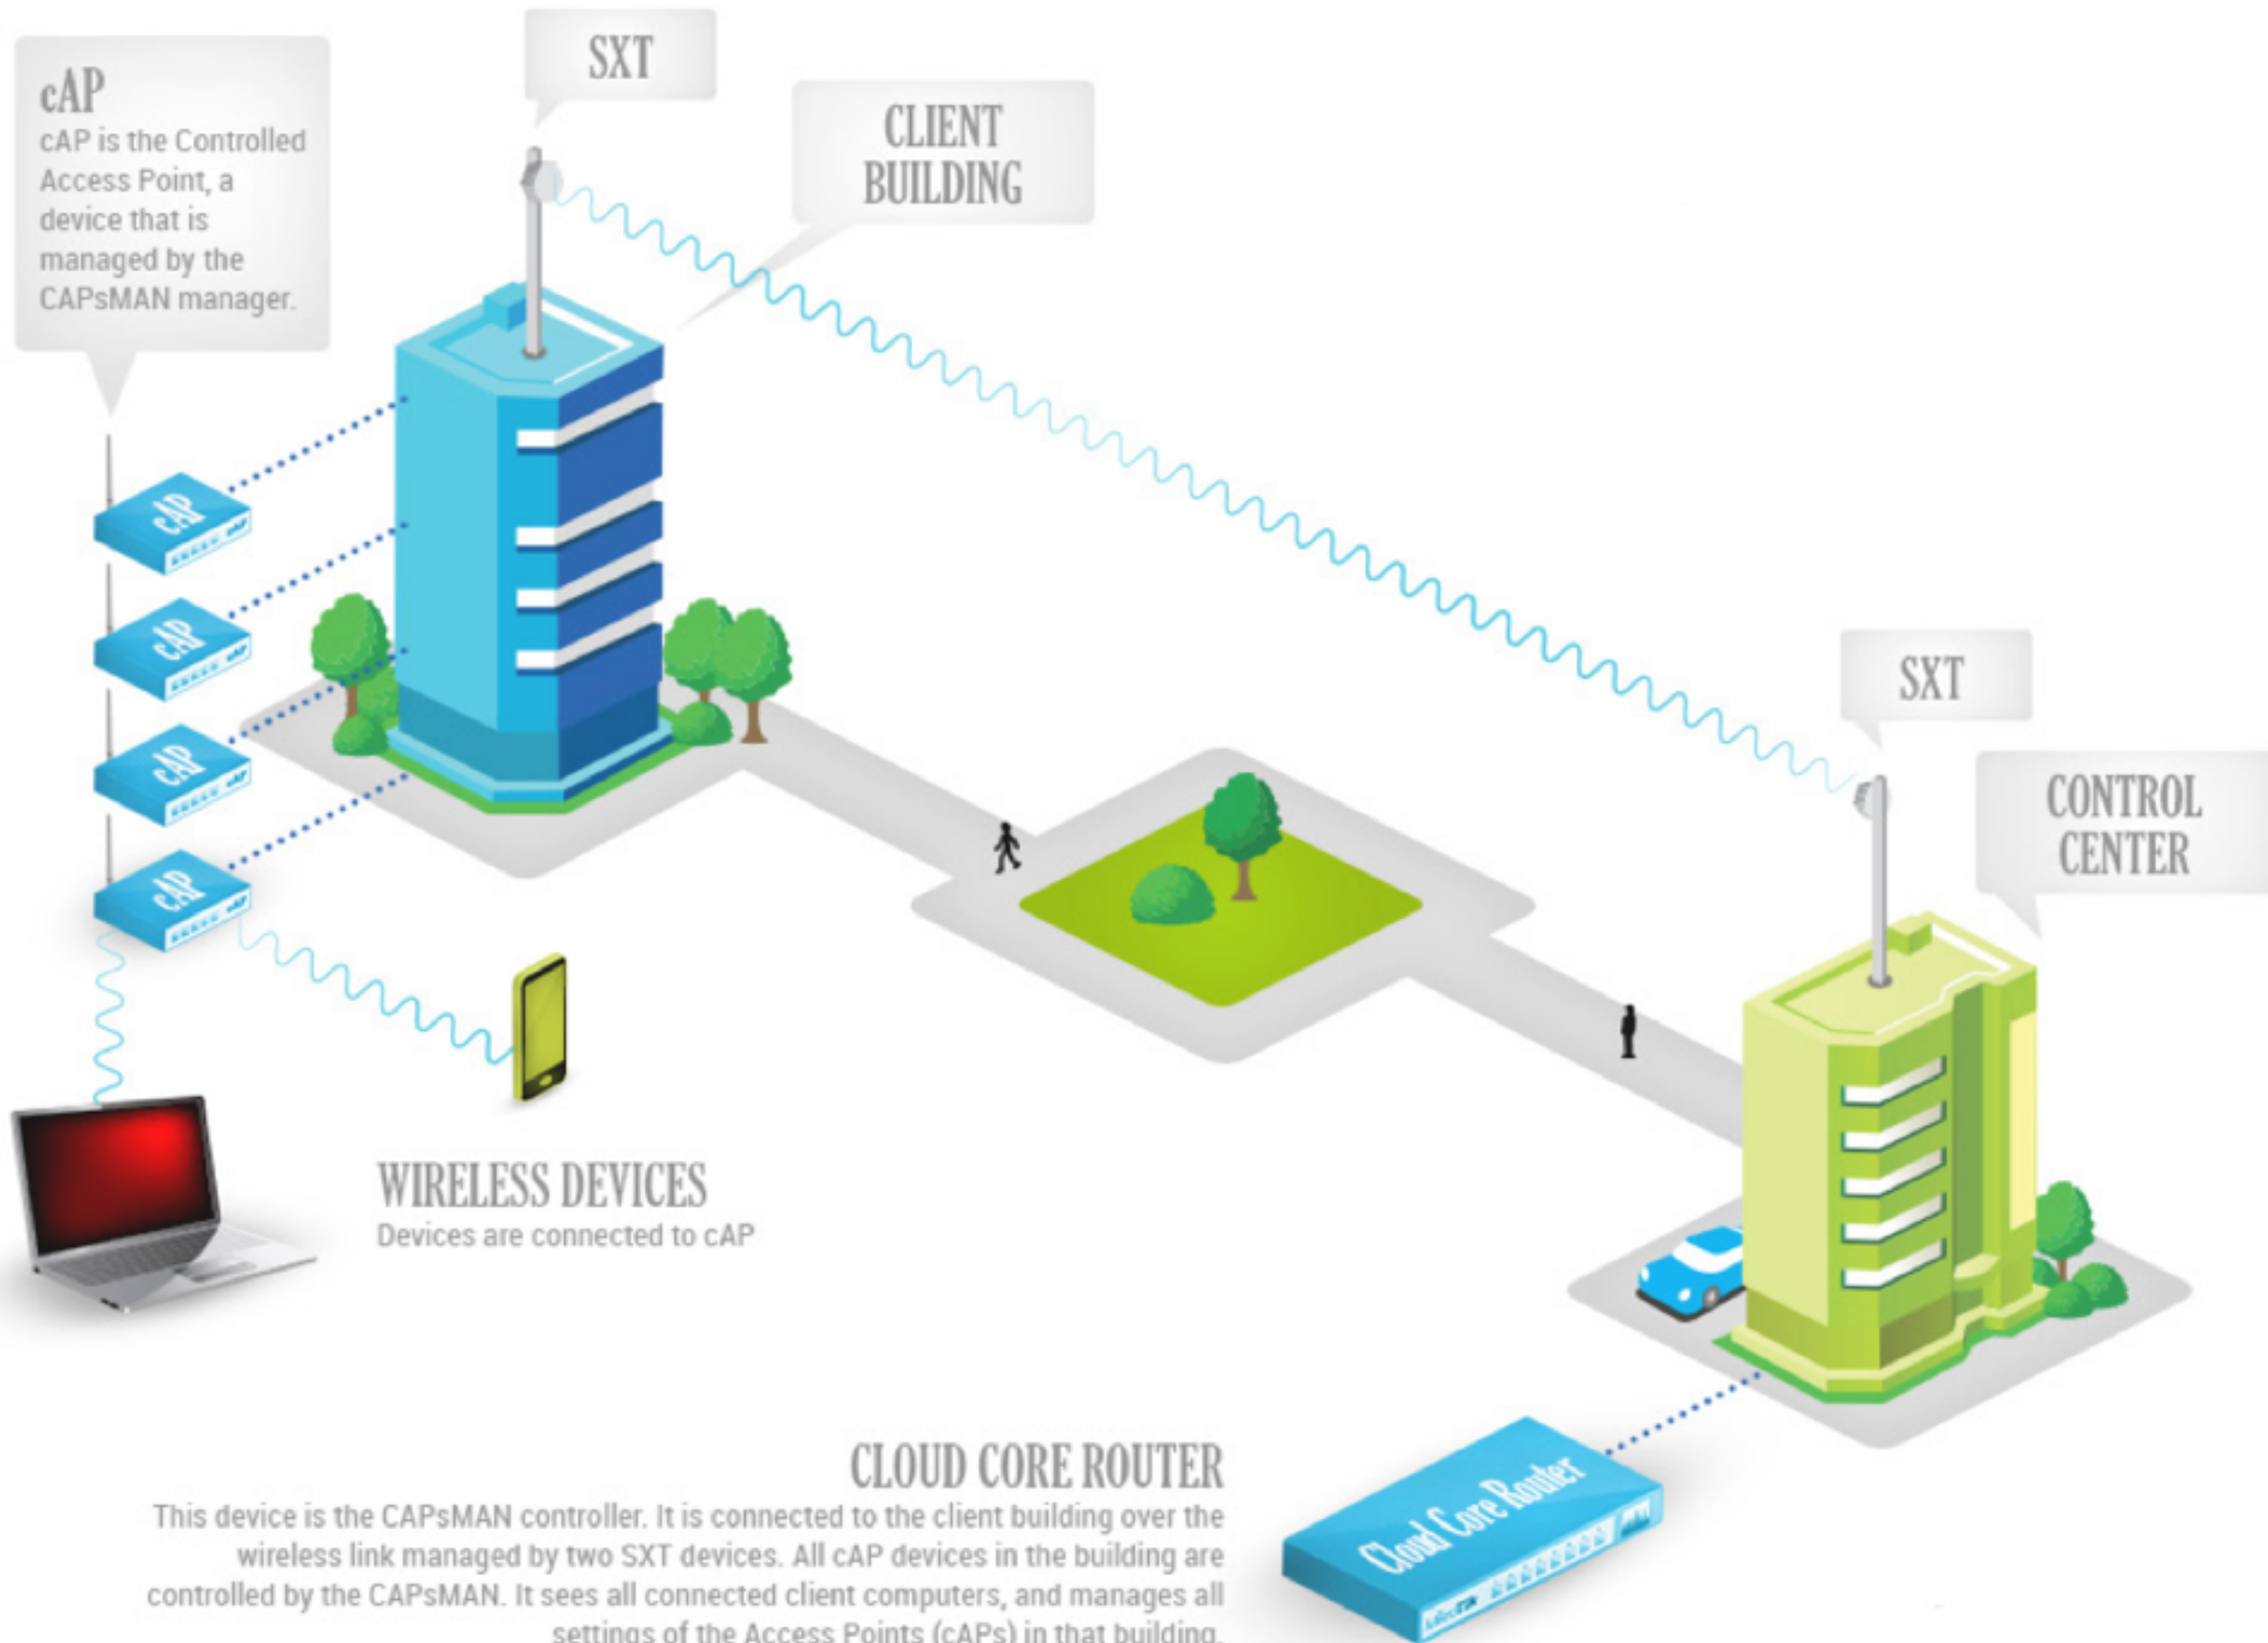 SXT
cAP
cAP is the Controlled
Access Point, a
device that is
managed by the
CAPsMAN manager.
CLIENT
BUILDING
cAP
cAP
cAP
cAP
SXT
CONTROL
CENTER
WIRELESS DEVICES
Devices are connected to cAP
CLOUD CORE ROUTER
This device is the CAPsMAN controller. It is connected to the client building over the
wireless link managed by two SXT devices. All cAP devices in the building are
controlled by the CAPsMAN. It sees all connected client computers, and manages all
settings of the Access Points (cAPs) in that building.
Cloud Core Router